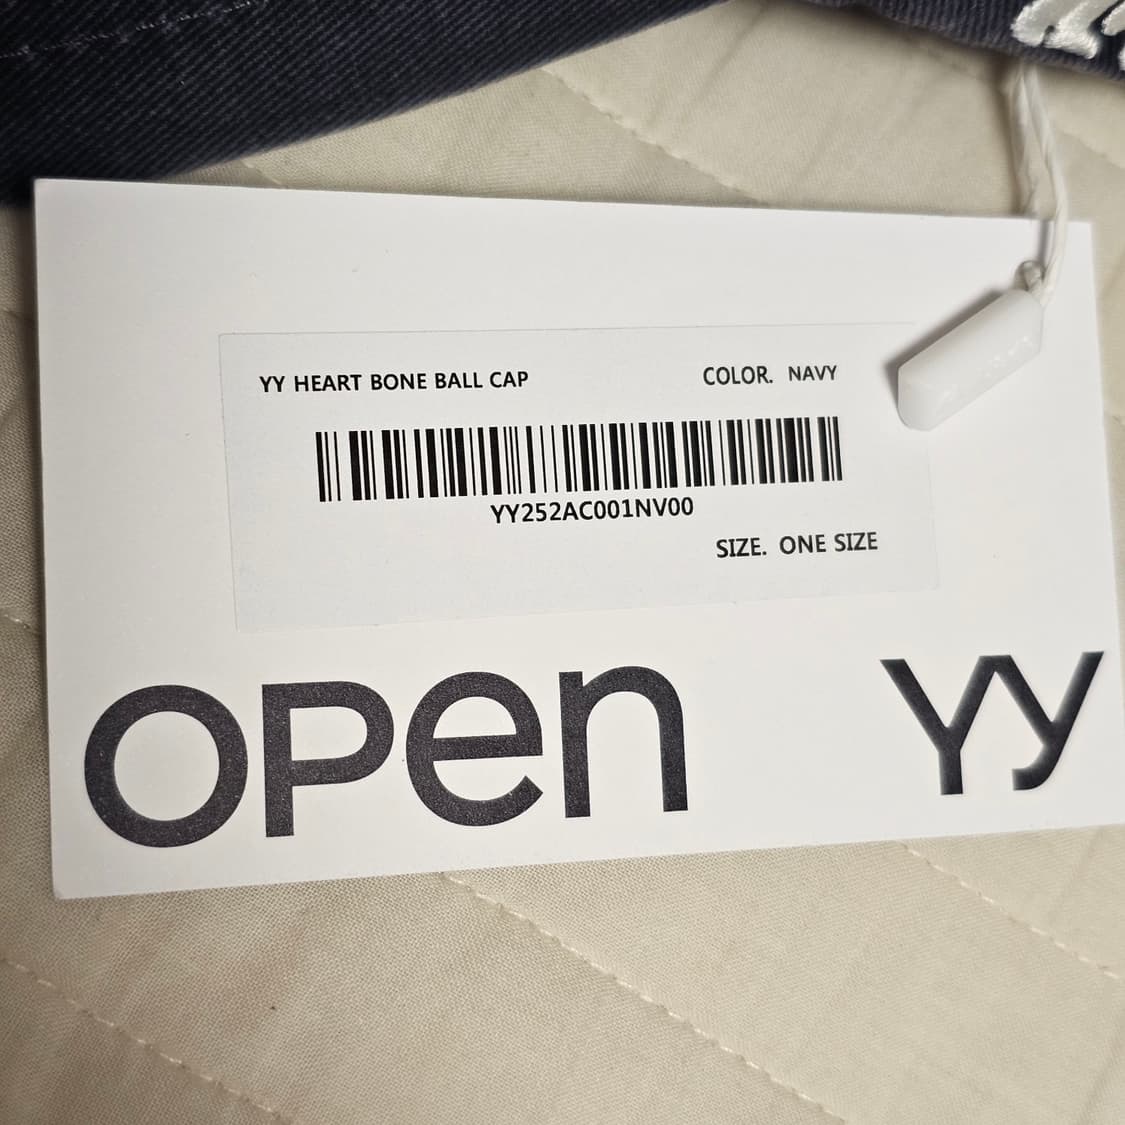 YY HEART BONE BALL CAP COLOR. NAVY
YY252AC001NV00
SIZE. ONE SIZE
OPen YY